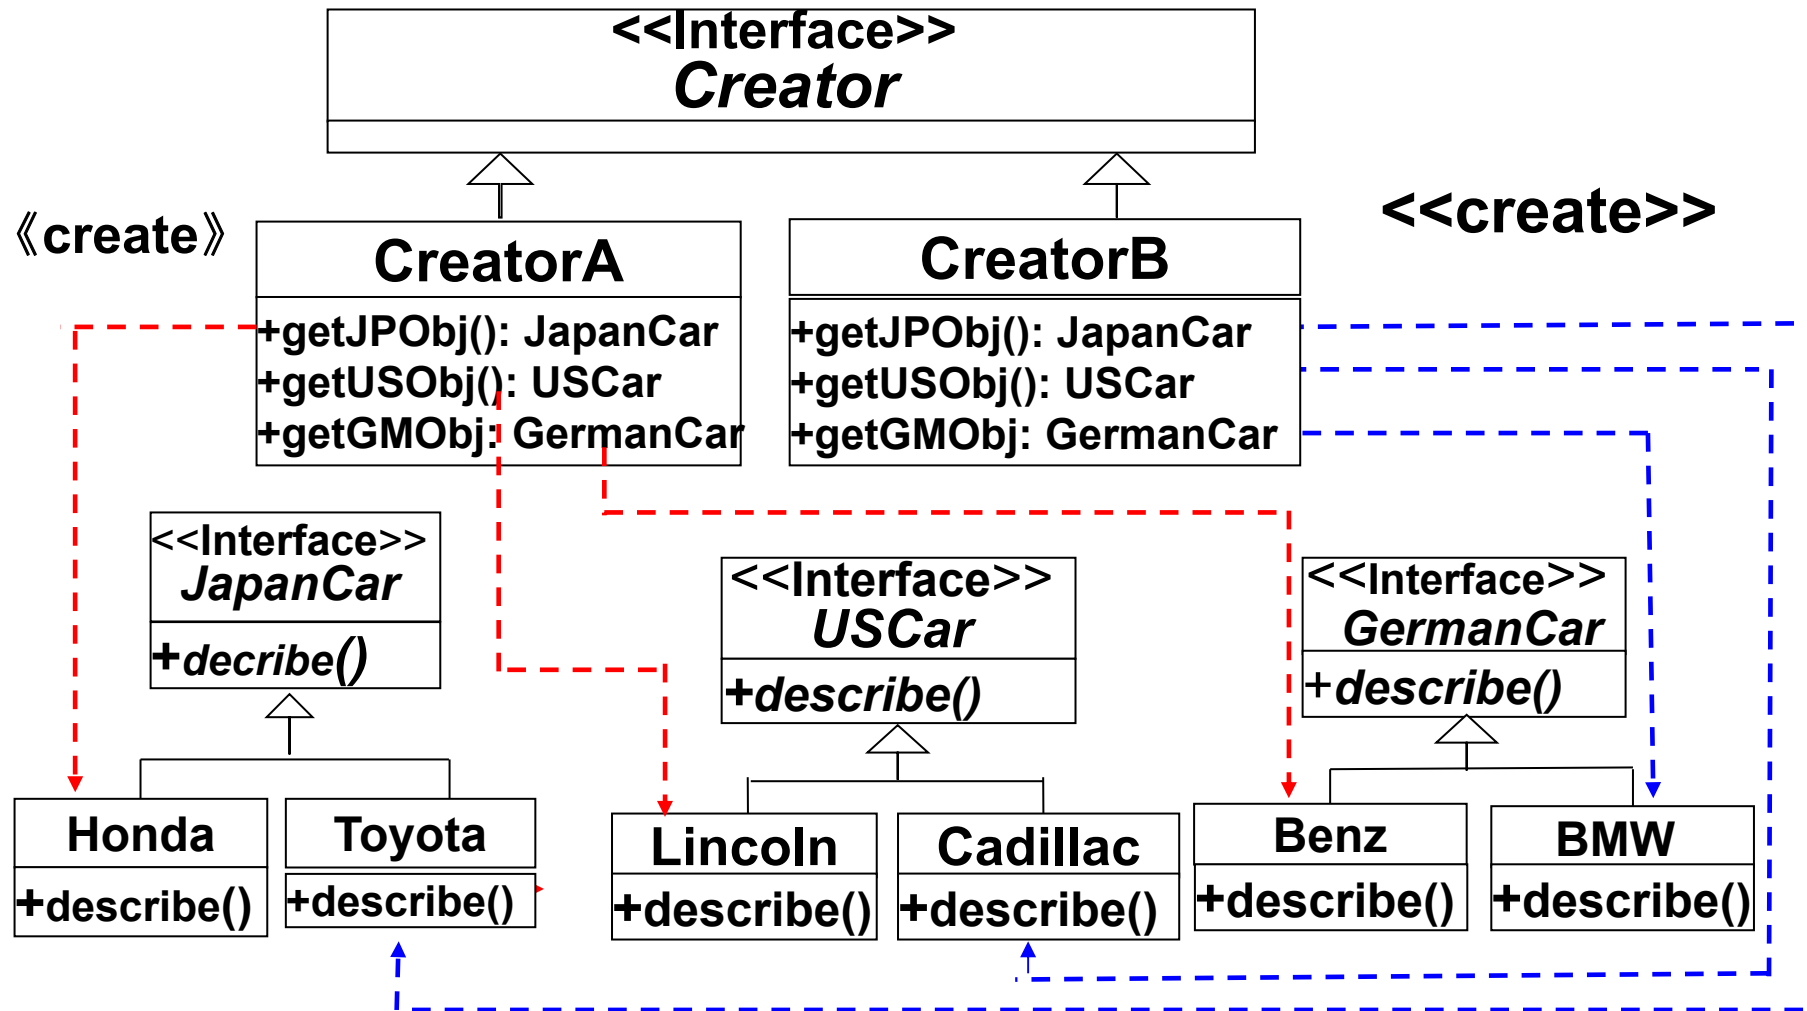 <<Interface>>
Creator
《create》
<<create>>
CreatorA
+getJPObj(): JapanCar
+getUSObj(): USCar
+getGMObj: GermanCar
CreatorB
+getJPObj(): JapanCar
+getUSObj(): USCar
+getGMObj: GermanCar
<<Interface>>
JapanCar
+decribe()
<<Interface>>
USCar
+describe()
<<Interface>>
GermanCar
+describe()
Honda
+describe()
Toyota
+describe()
Lincoln
+describe()
Cadillac
+describe()
Benz
+describe()
BMW
+describe()